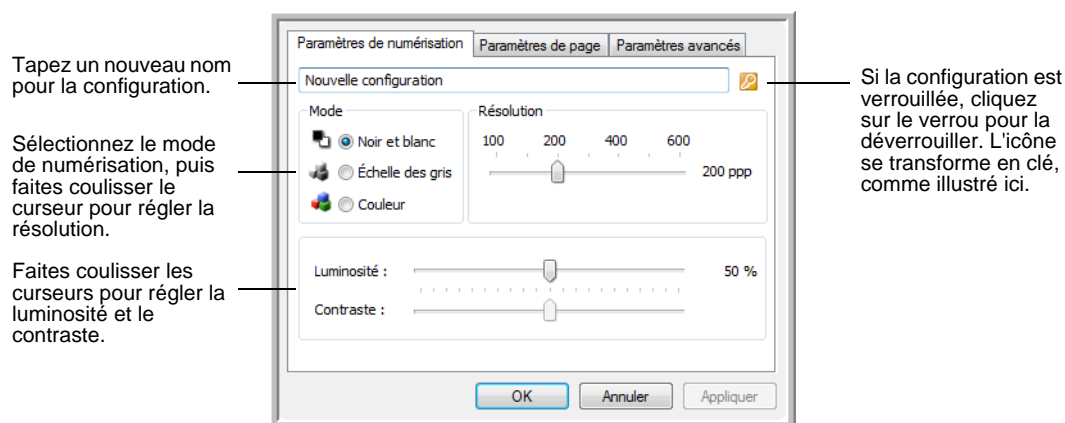 Paramètres de numérisation Paramètres de page Paramètres avancés
Tapez un nouveau nom
pour la configuration.
Nouvelle configuration
Si la configuration est
verrouillée, cliquez
sur le verrou pour la
déverrouiller. L'icône
se transforme en clé,
comme illustré ici.
Sélectionnez le mode
de numérisation, puis
faites coulisser le
curseur pour régler la
résolution.
Mode
Noir et blanc
Échelle des gris
Couleur
Résolution
100 200 400 600
200 ppp
Faites coulisser les
curseurs pour régler la
luminosité et le
contraste.
Luminosité : 50 %
Contraste :
OK Annuler Appliquer